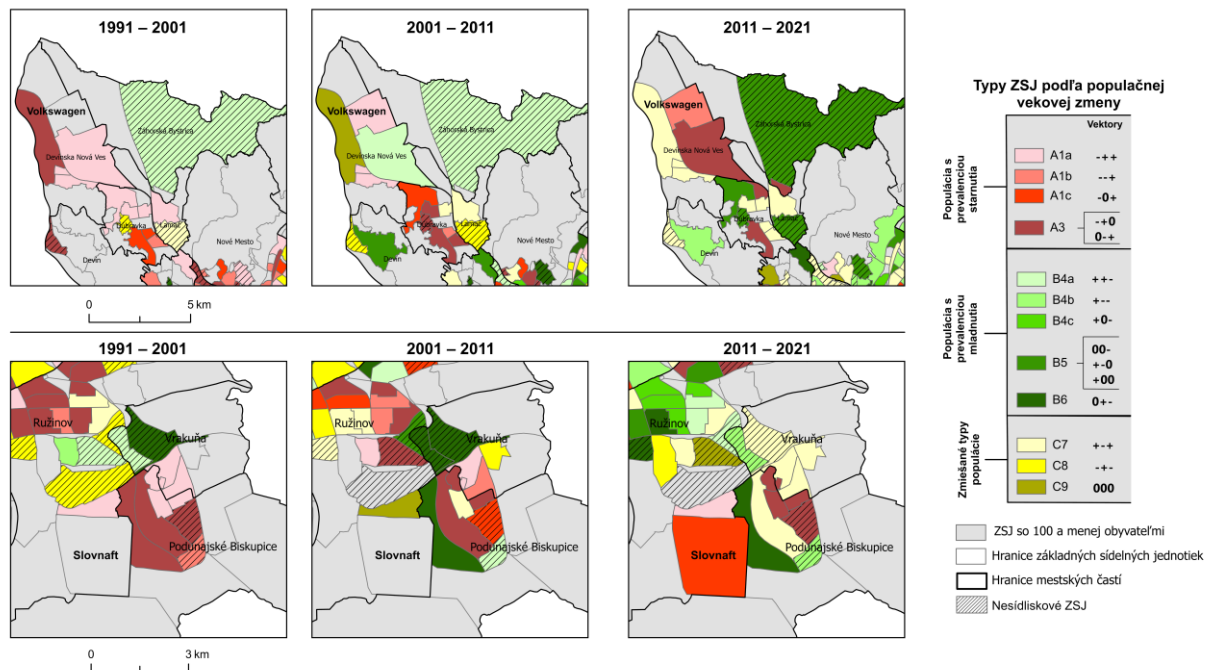 1991 – 2001
2001 – 2011
2011 – 2021
Volkswagen
Záhorská Bystrica
Devínska Nová Ves
Dúbravka
Lamač
Nové Mesto
Devín
Volkswagen
Záhorská Bystrica
Devínska Nová Ves
Dúbravka
Lamač
Nové Mesto
Devín
Volkswagen
Záhorská Bystrica
Devínska Nová Ves
Dúbravka
Lamač
Nové Mesto
Devín
0 5 km
1991 – 2001
2001 – 2011
2011 – 2021
Ružinov
Vrakuňa
Slovnaft
Podunajské Biskupice
Ružinov
Vrakuňa
Slovnaft
Podunajské Biskupice
Ružinov
Vrakuňa
Slovnaft
Podunajské Biskupice
0 3 km
Typy ZSJ podľa populačnej
vekovej zmeny
Vektory
Populácia s
prevalenciou
starnutia
A1a -++
A1b --+
A1c -0+
A3 -+0
0-+
Populácia s
prevalenciou
mladnutia
B4a ++-
B4b +--
B4c +0-
B5 00-
+-0
+00
B6 0+-
Zmiešané typy
populácie
C7 +-+
C8 -+-
C9 000
ZSJ so 100 a menej obyvateľmi
Hranice základných sídelných jednotiek
Hranice mestských častí
Nesídliskové ZSJ